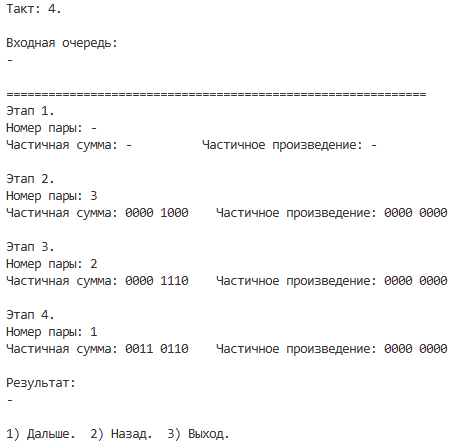 Такт: 4.
Входная очередь:
-
============================================================
Этап 1.
Номер пары: -
Частичная сумма: -          Частичное произведение: -
Этап 2.
Номер пары: 3
Частичная сумма: 0000 1000    Частичное произведение: 0000 0000
Этап 3.
Номер пары: 2
Частичная сумма: 0000 1110    Частичное произведение: 0000 0000
Этап 4.
Номер пары: 1
Частичная сумма: 0011 0110    Частичное произведение: 0000 0000
Результат:
-
1) Дальше.  2) Назад.  3) Выход.